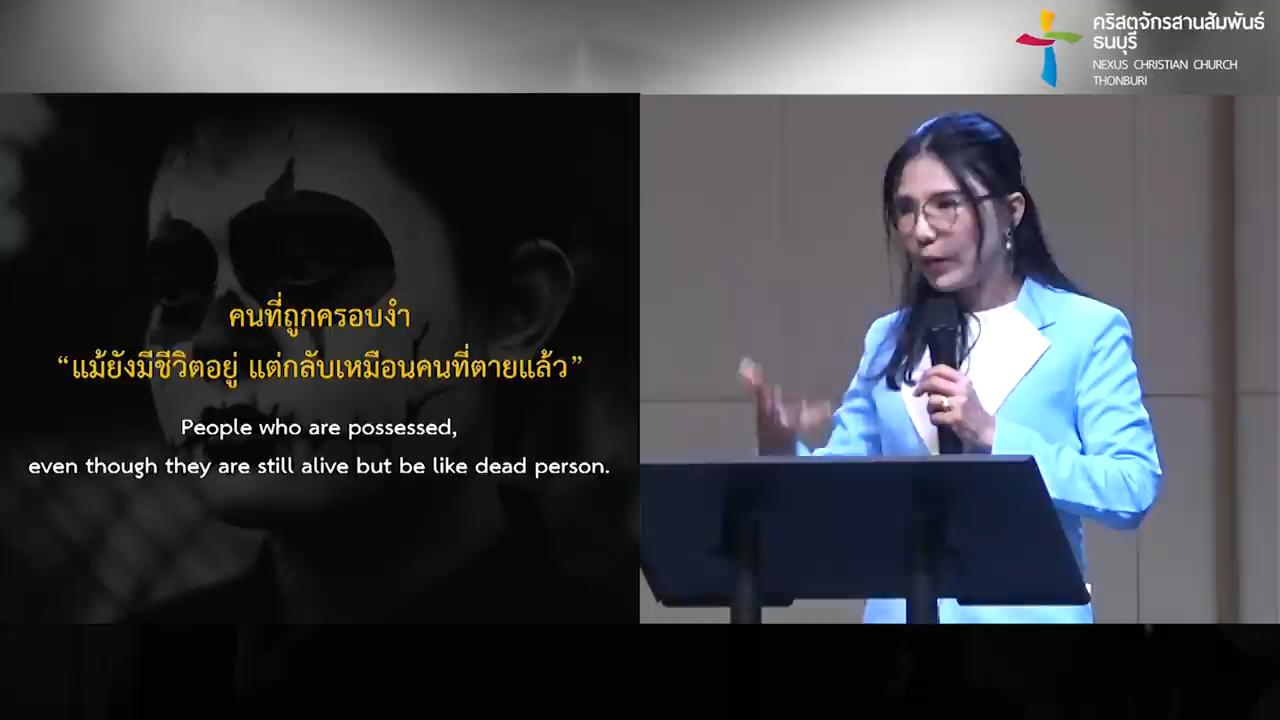 คริสตจักรสานสัมพันธ์
ธนบุรี
NEXUS CHRISTIAN CHURCH
THONBURI
คนที่ถูกครอบงำ
“แม้ยังมีชีวิตอยู่ แต่กลับเหมือนคนที่ตายแล้ว”
People who are possessed,
even though they are still alive but be like dead person.